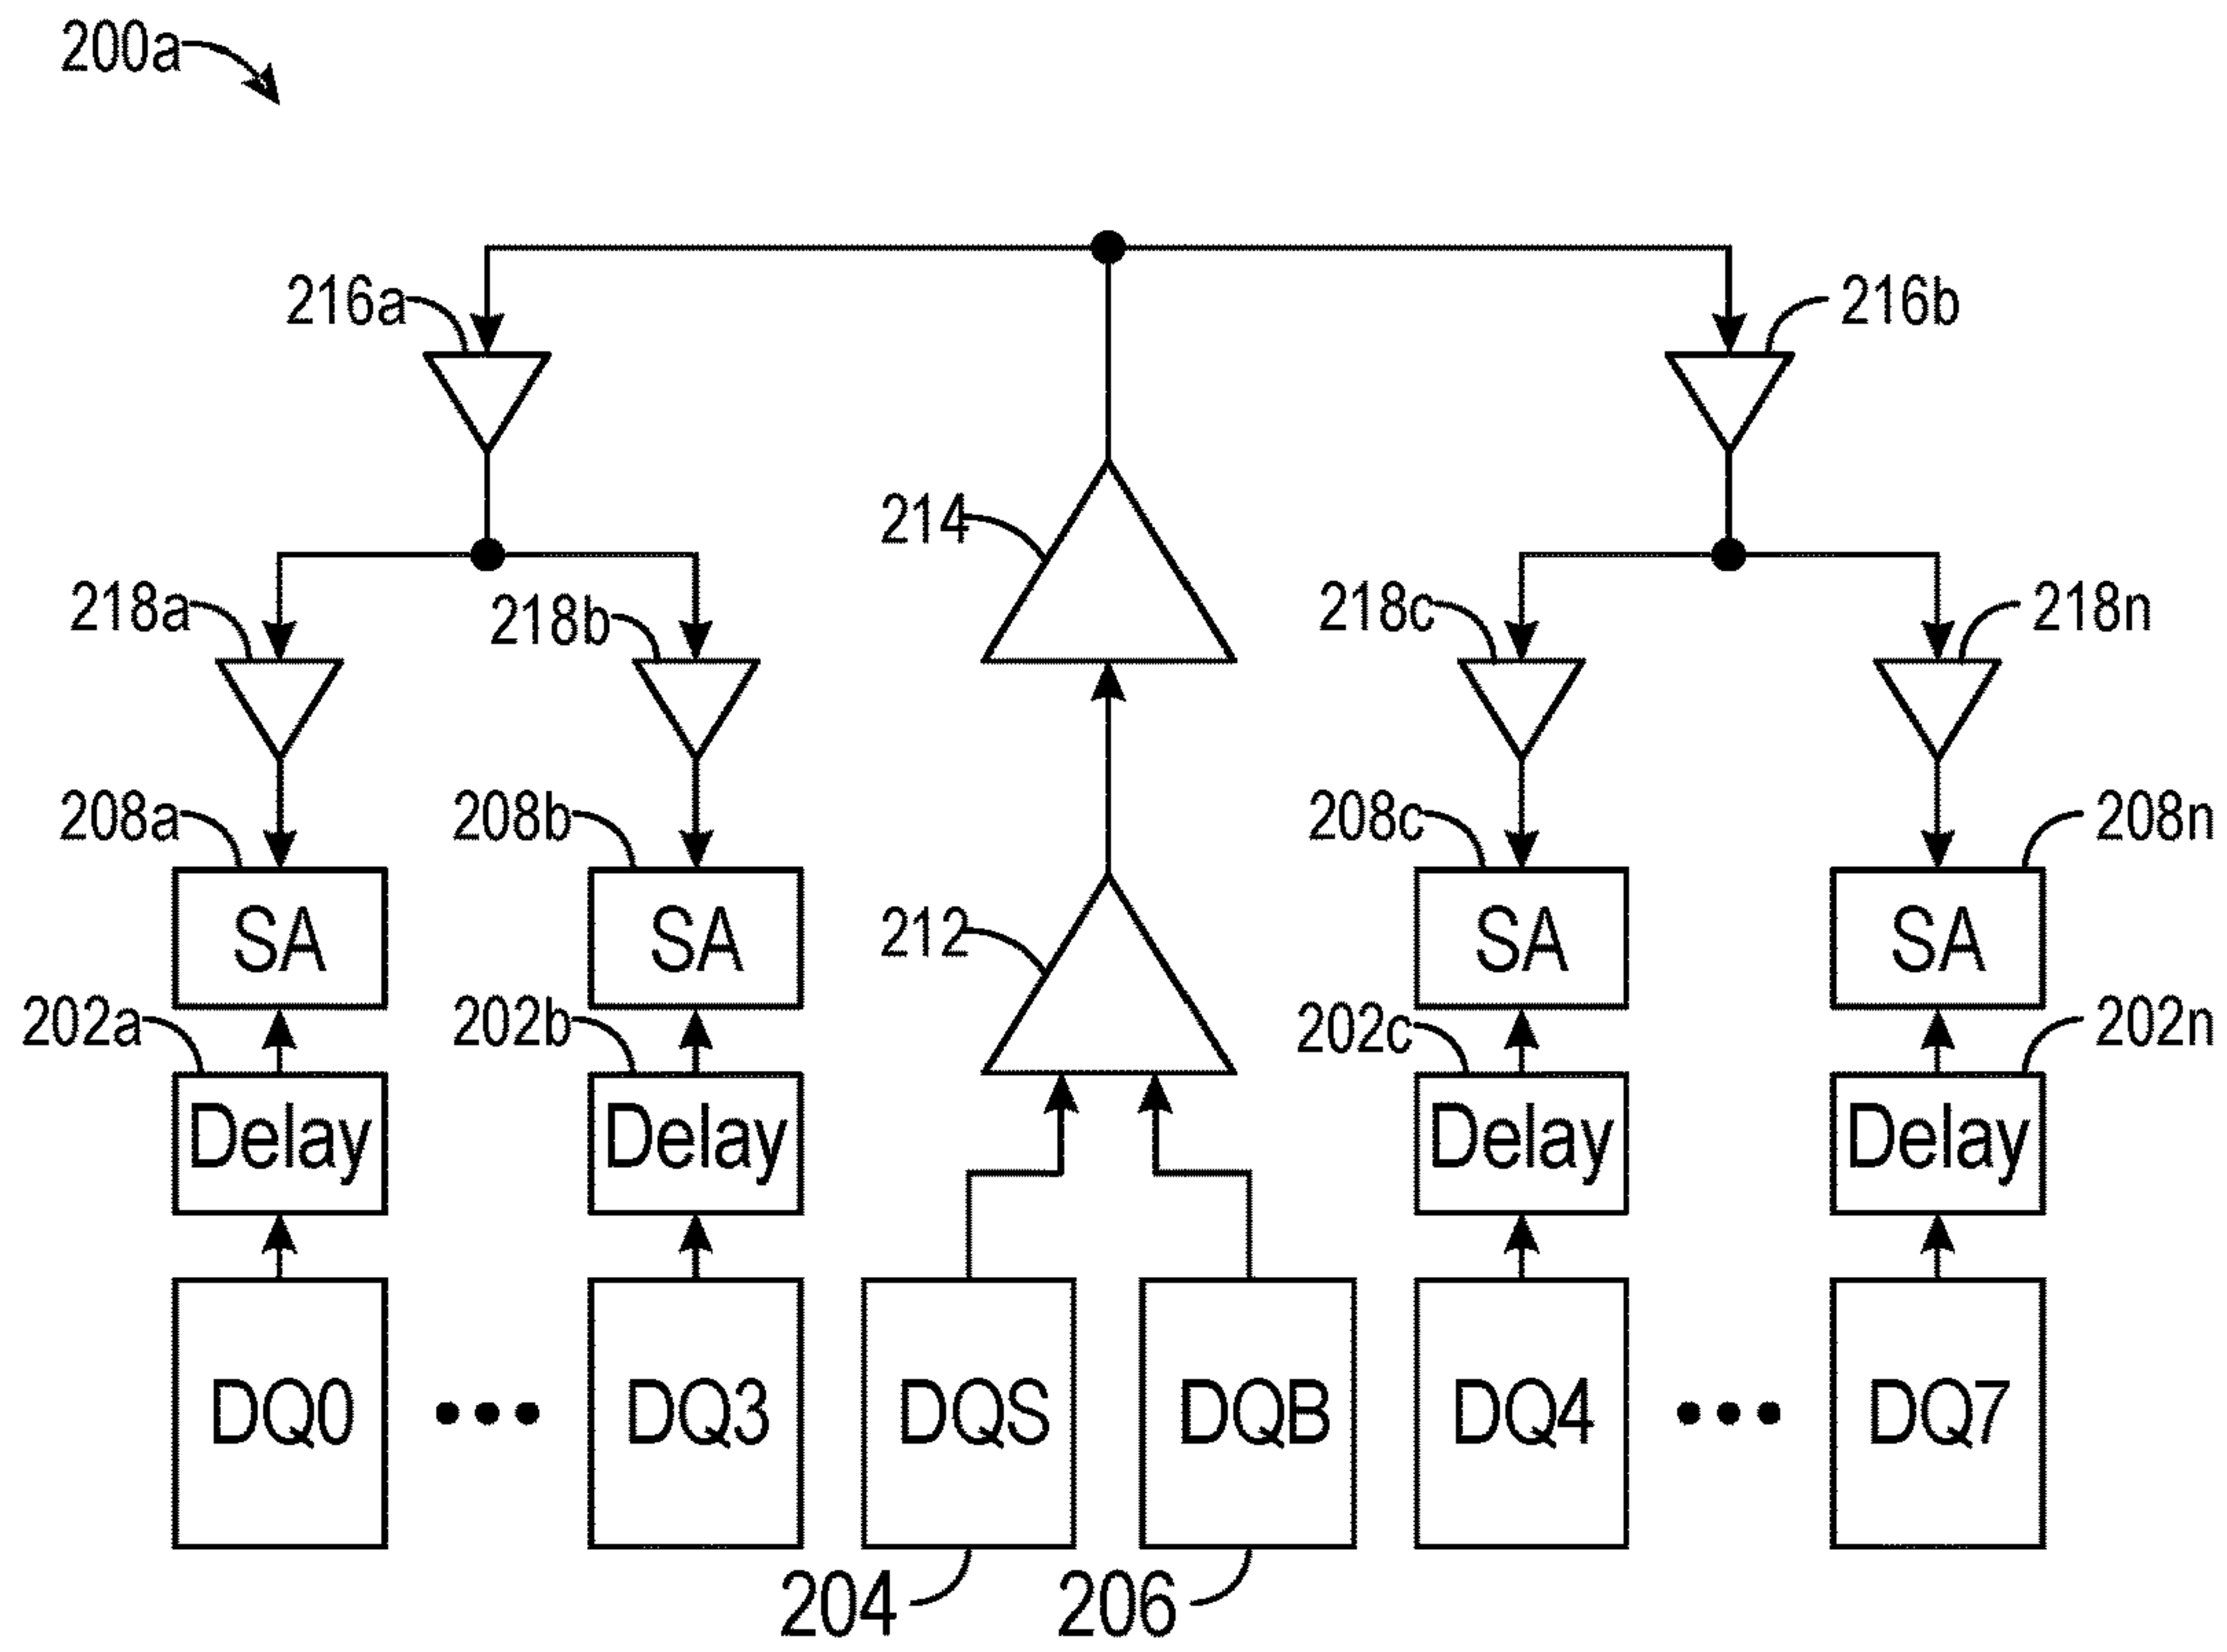 200a
216a 216b
214
218a 218b 218c 218n
208a 208b 208c 208n
SA SA 212 SA SA
202a 202b 202c 202n
Delay Delay Delay Delay
DQ0 ••• DQ3 DQS DQB DQ4 ••• DQ7
204 206